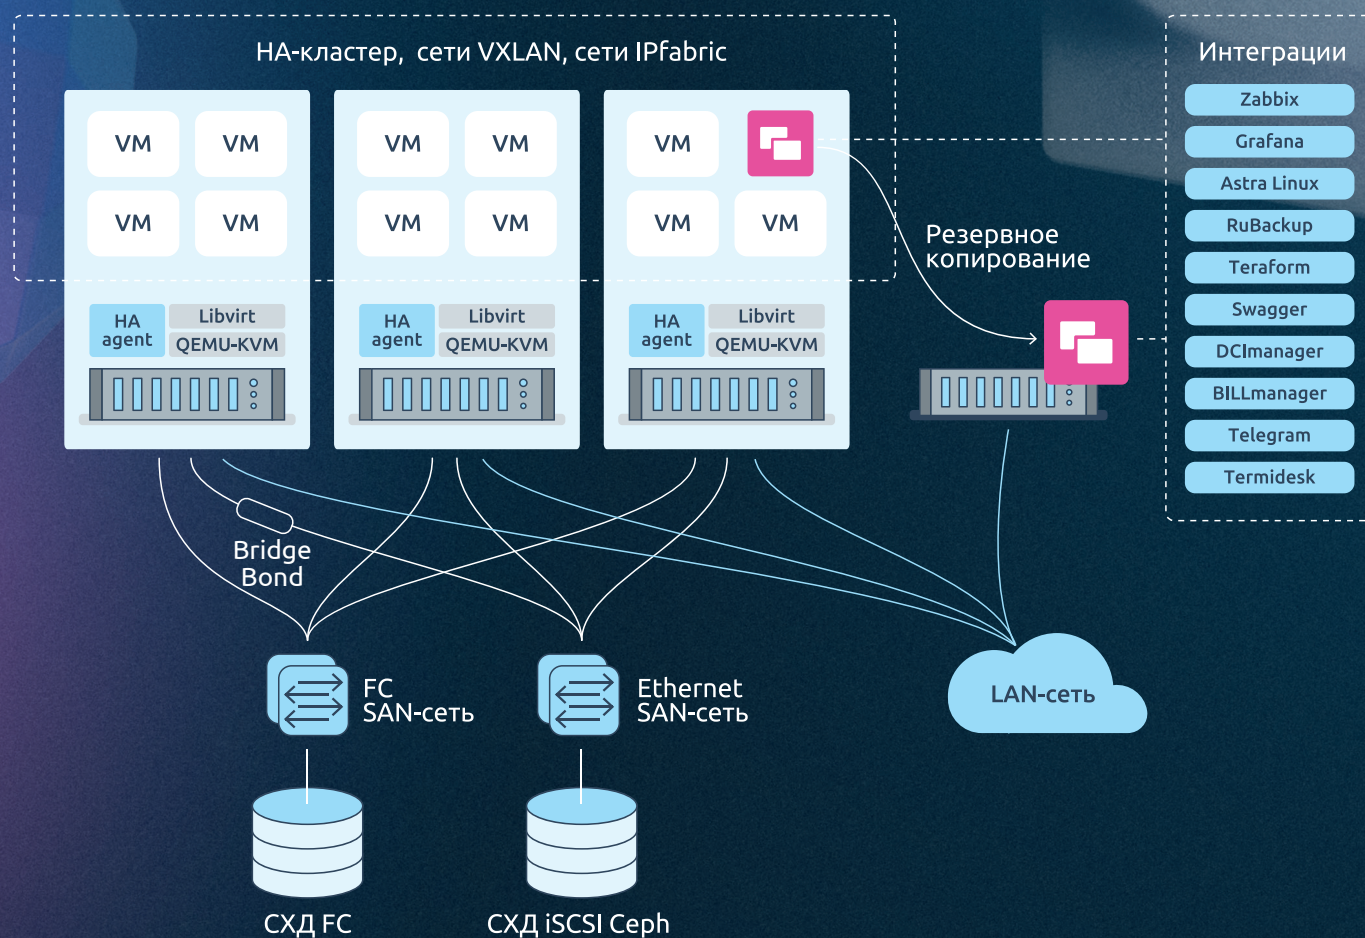 НА-кластер, сети VXLAN, сети IPfabric
VM VM
VM VM
VM VM
VM VM
VM
VM VM
HA
agent
Libvirt
QEMU-KVM
HA
agent
Libvirt
QEMU-KVM
HA
agent
Libvirt
QEMU-KVM
Резервное
копирование
Интеграции
Zabbix
Grafana
Astra Linux
RuBackup
Teraform
Swagger
DCImanager
BILLmanager
Telegram
Termidesk
Bridge
Bond
FC
SAN-сеть
Ethernet
SAN-сеть
LAN-сеть
СХД FC
СХД iSCSI Ceph